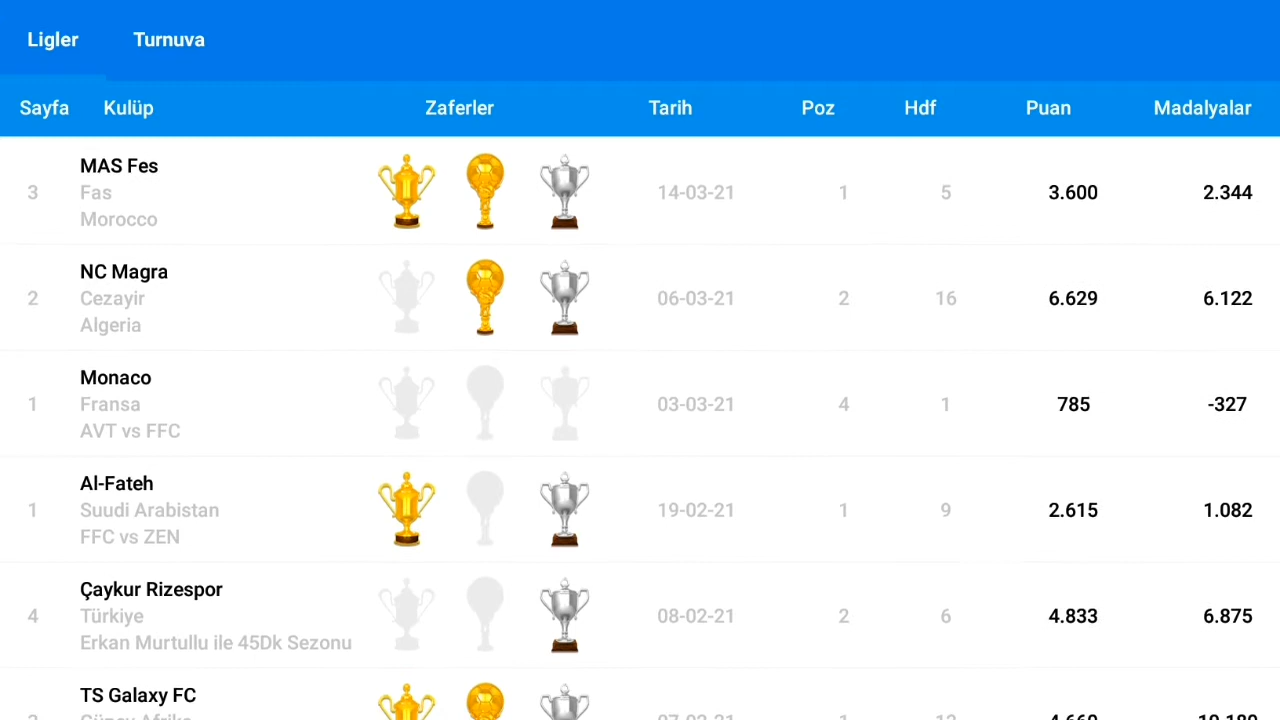 Ligler Turnuva
Sayfa Kulüp Zaferler Tarih Poz Hdf Puan Madalyalar
MAS Fes
3 Fas 14-03-21 1 5 3.600 2.344
Morocco
NC Magra
2 Cezayir 06-03-21 2 16 6.629 6.122
Algeria
Monaco
1 Fransa 03-03-21 4 1 785 -327
AVT vs FFC
Al-Fateh
1 Suudi Arabistan 19-02-21 1 9 2.615 1.082
FFC vs ZEN
Çaykur Rizespor
4 Türkiye 08-02-21 2 6 4.833 6.875
Erkan Murtullu ile 45Dk Sezonu
TS Galaxy FC